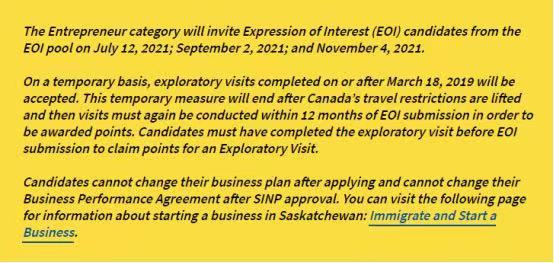 The Entrepreneur category will invite Expression of Interest (EOI) candidates from the
EOI pool on July 12, 2021; September 2, 2021; and November 4, 2021.
On a temporary basis, exploratory visits completed on or after March 18, 2019 will be
accepted. This temporary measure will end after Canada's travel restrictions are lifted
and then visits must again be conducted within 12 months of EOI submission in order to
be awarded points. Candidates must have completed the exploratory visit before EOI
submission to claim points for an Exploratory Visit.
Candidates cannot change their business plan after applying and cannot change their
Business Performance Agreement after SINP approval. You can visit the following page
for information about starting a business in Saskatchewan: Immigrate and Start a
Business.